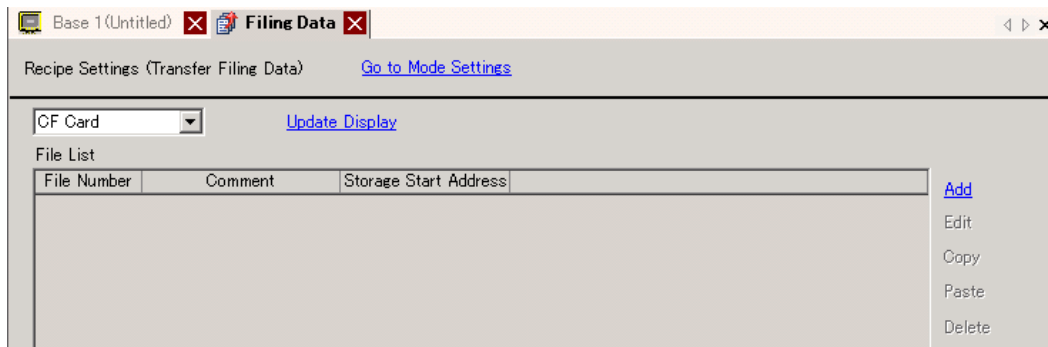 Base 1(Untitled) Filing Data
Recipe Settings (Transfer Filing Data) Go to Mode Settings
CF Card Update Display
File List
File Number Comment Storage Start Address
Add
Edit
Copy
Paste
Delete